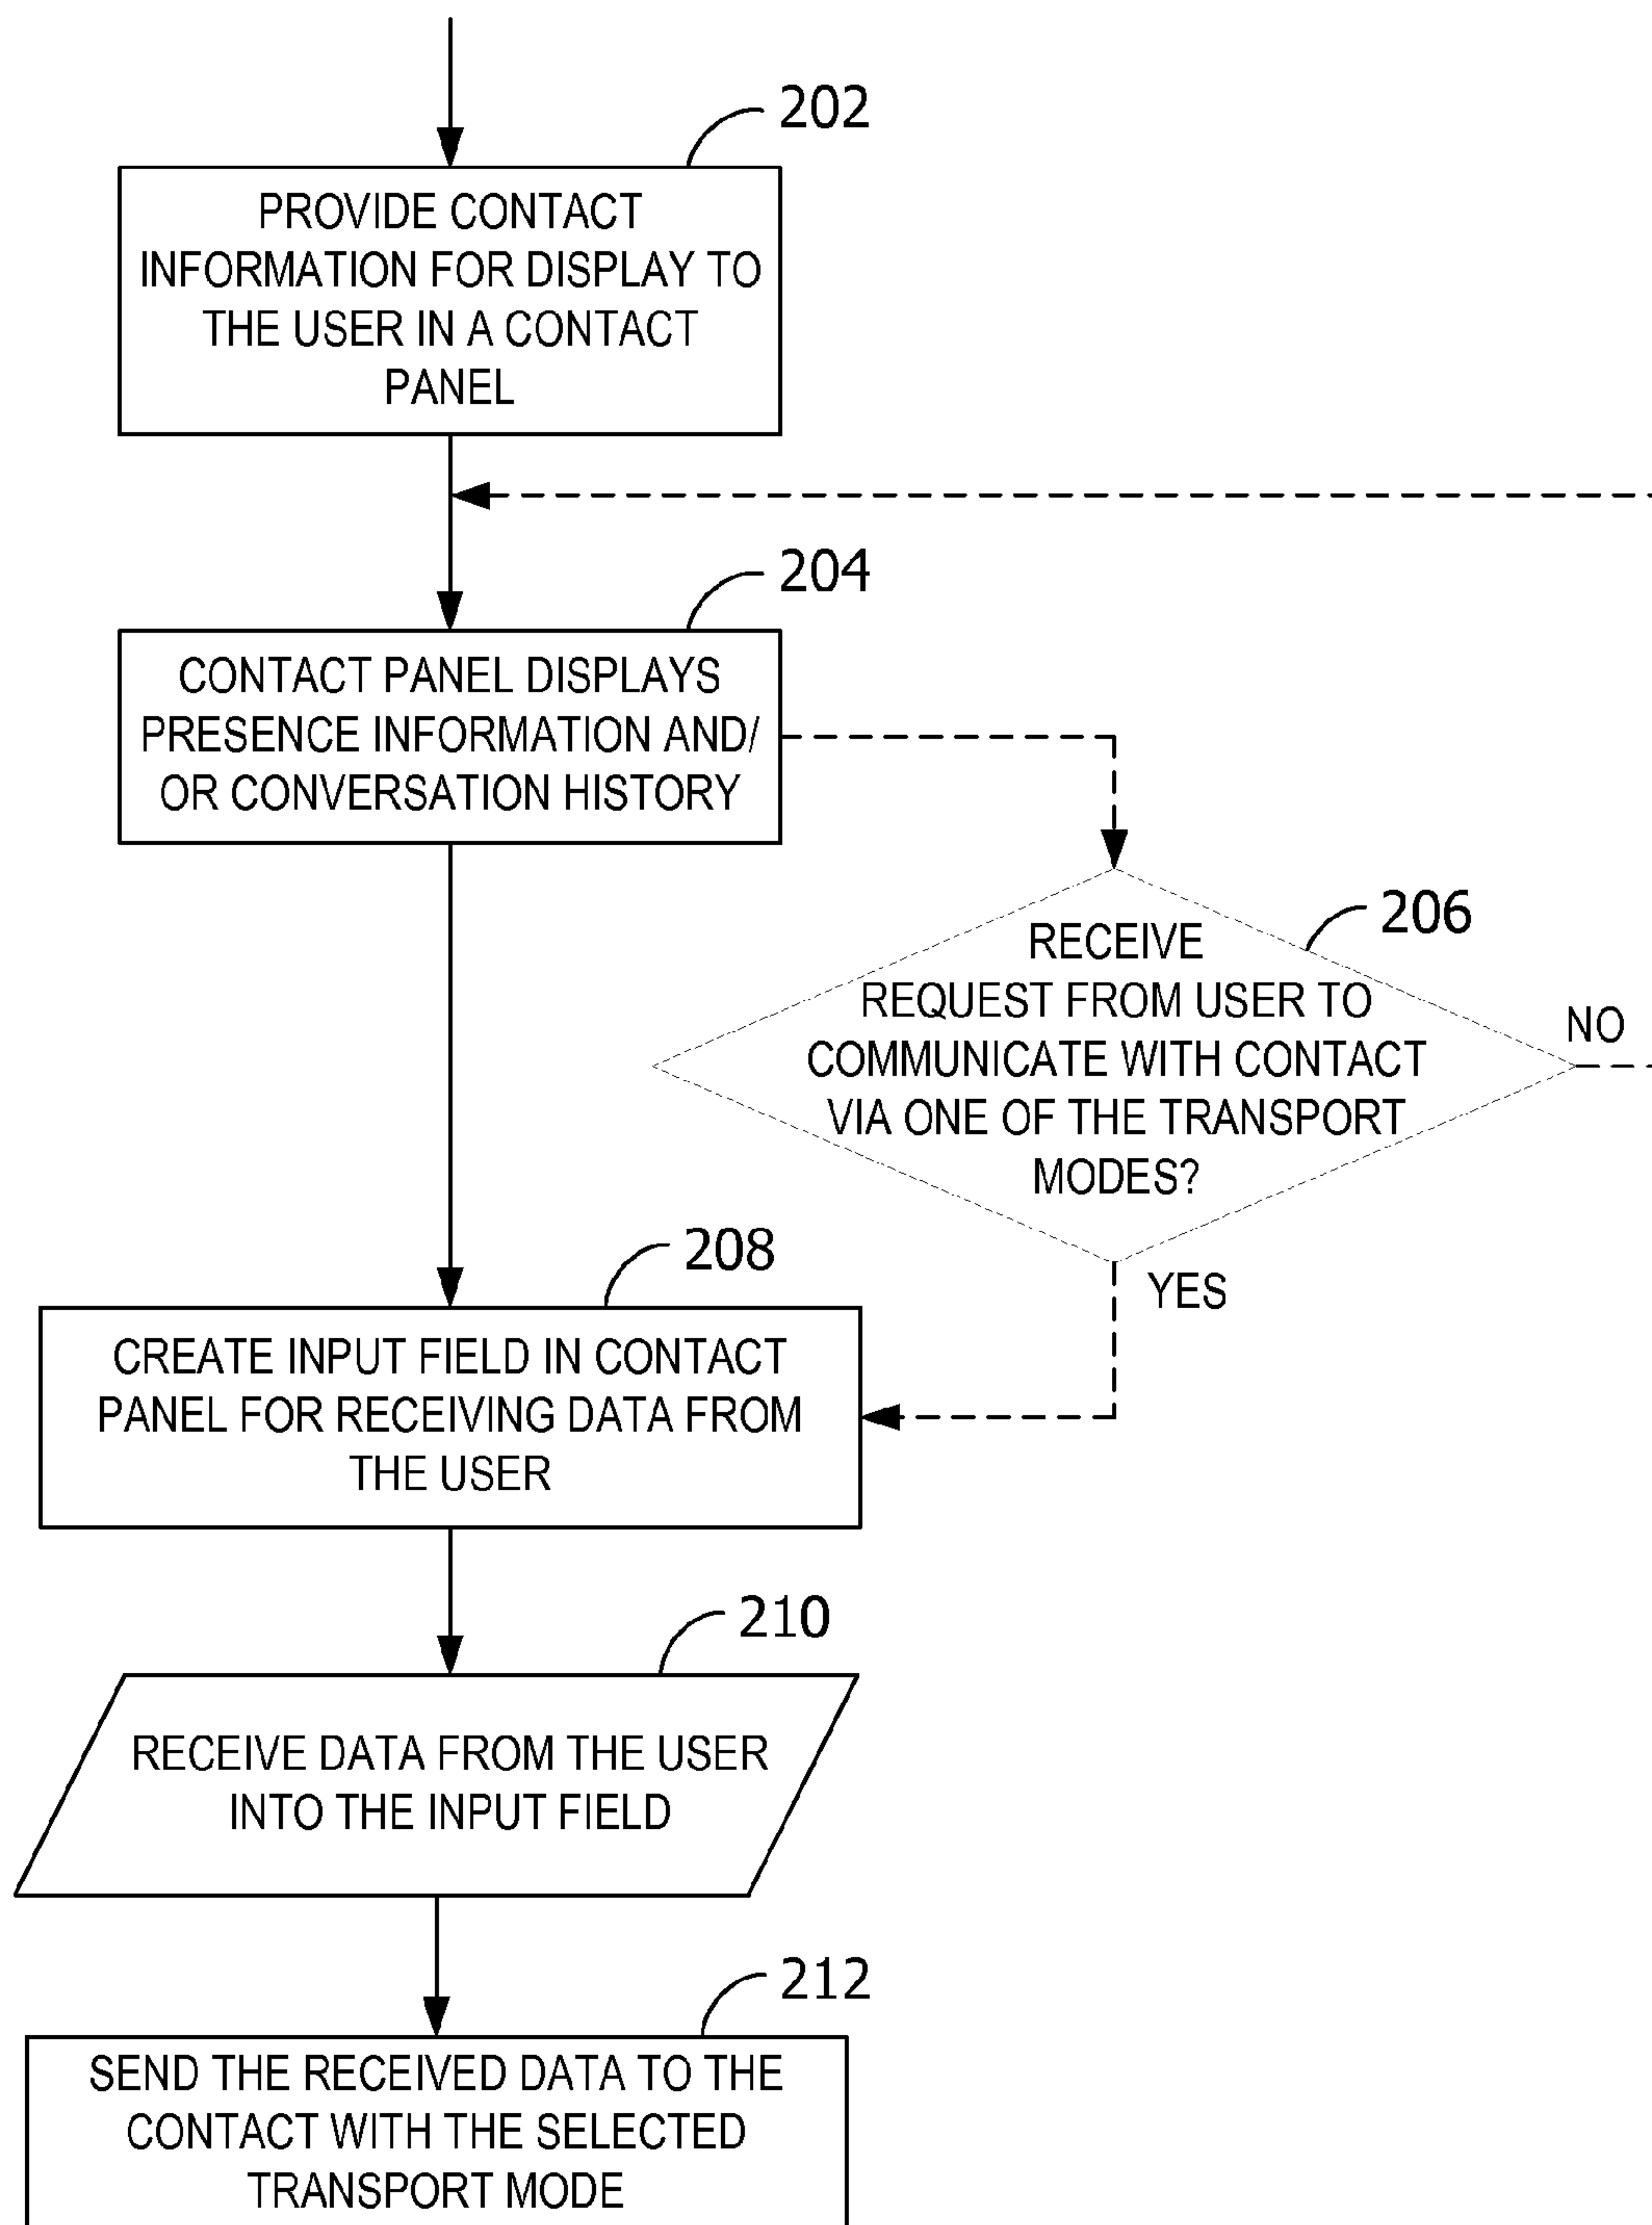 202
PROVIDE CONTACT
INFORMATION FOR DISPLAY TO
THE USER IN A CONTACT
PANEL
204
CONTACT PANEL DISPLAYS
PRESENCE INFORMATION AND/
OR CONVERSATION HISTORY
206
RECEIVE
REQUEST FROM USER TO
COMMUNICATE WITH CONTACT
VIA ONE OF THE TRANSPORT
MODES?
NO
YES
208
CREATE INPUT FIELD IN CONTACT
PANEL FOR RECEIVING DATA FROM
THE USER
210
RECEIVE DATA FROM THE USER
INTO THE INPUT FIELD
212
SEND THE RECEIVED DATA TO THE
CONTACT WITH THE SELECTED
TRANSPORT MODE